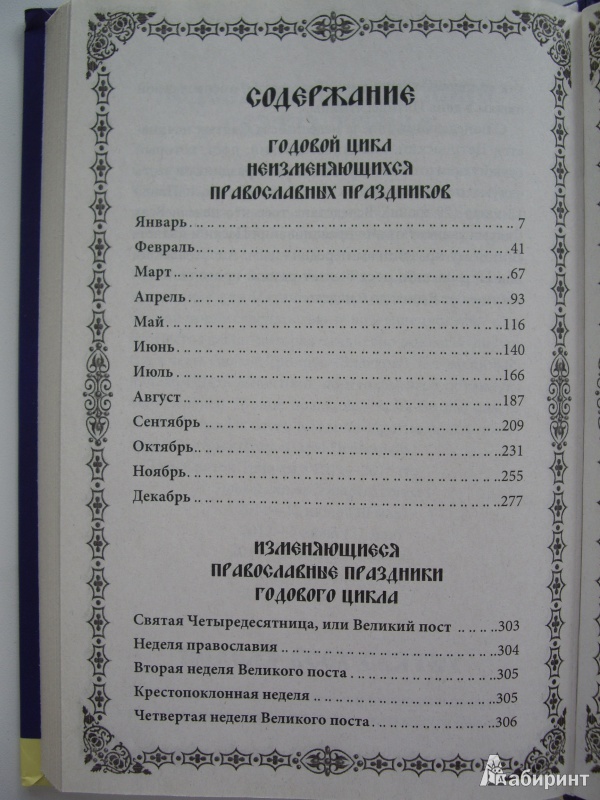 СОДЕРЖАНИЕ
ГОДОВОЙ ЦИКЛ
НЕИЗМЕНЯЮЩИХСЯ
ПРАВОСЛАВНЫХ ПРАЗДНИКОВ
Январь .. .. .. .. .. .. .. .. .. .. .. .. .. .. .. .. .. 7
Февраль.. .. .. .. .. .. .. .. .. .. .. .. .. .. .. .. ..41
Март .. .. .. .. .. .. .. .. .. .. .. .. .. .. .. .. .. ..67
Апрель .. .. .. .. .. .. .. .. .. .. .. .. .. .. .. .. ..93
Май .. .. .. .. .. .. .. .. .. .. .. .. .. .. .. .. .. ..116
Июнь .. .. .. .. .. .. .. .. .. .. .. .. .. .. .. .. .. 140
Июль .. .. .. .. .. .. .. .. .. .. .. .. .. .. .. .. .. 166
Август .. .. .. .. .. .. .. .. .. .. .. .. .. .. .. .. ..187
Сентябрь .. .. .. .. .. .. .. .. .. .. .. .. .. .. .. ..209
Октябрь.. .. .. .. .. .. .. .. .. .. .. .. .. .. .. .. ..231
Ноябрь.. .. .. .. .. .. .. .. .. .. .. .. .. .. .. .. ..255
Декабрь .. .. .. .. .. .. .. .. .. .. .. .. .. .. .. ..277
ИЗМЕНЯЮЩИЕСЯ
ПРАВОСЛАВНЫЕ ПРАЗДНИКИ
ГОДОВОГО ЦИКЛА
Святая Четыредесятница, или Великий пост .. .. .. ..303
Неделя православия .. .. .. .. .. .. .. .. .. .. .. ..304
Вторая неделя Великого поста .. .. .. .. .. .. .. ..305
Крестопоклонная неделя .. .. .. .. .. .. .. .. .. ..305
Четвертая неделя Великого поста.. .. .. .. .. .. .. 306
Лабиринт